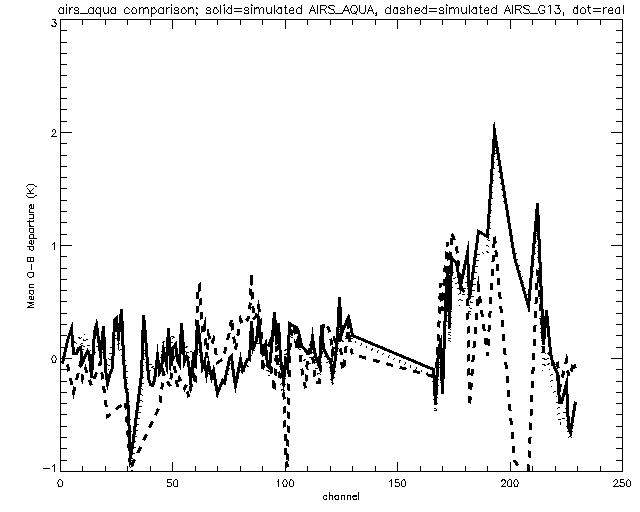 airs_aqua comparison; solid=simulated AIRS_AQUA, dashed=simulated AIRS_G13, dot=real
3
2
1
0
-1
Mean O-B departure (K)
0 50 100 150 200 250
channel